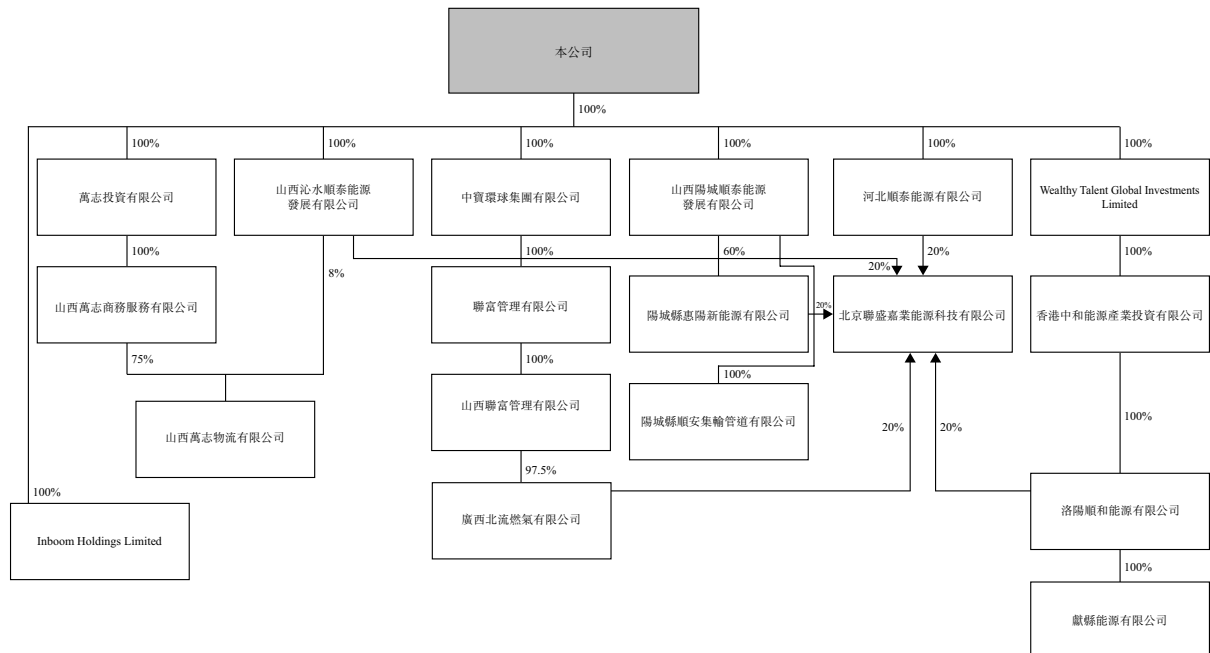 本公司
100%
100%
100%
100%
100%
100%
100%
萬志投資有限公司
山西沁水順泰能源
發展有限公司
中寶環球集團有限公司
山西陽城順泰能源
發展有限公司
河北順泰能源有限公司
Wealthy Talent Global Investments
Limited
100%
8%
100%
60%
20%
20%
100%
山西萬志商務服務有限公司
聯富管理有限公司
陽城縣惠陽新能源有限公司
20%
北京聯盛嘉業能源科技有限公司
香港中和能源產業投資有限公司
75%
100%
100%
山西萬志物流有限公司
山西聯富管理有限公司
陽城縣順安集輸管道有限公司
20%
20%
100%
97.5%
100%
Inboom Holdings Limited
廣西北流燃氣有限公司
洛陽順和能源有限公司
100%
獻縣能源有限公司